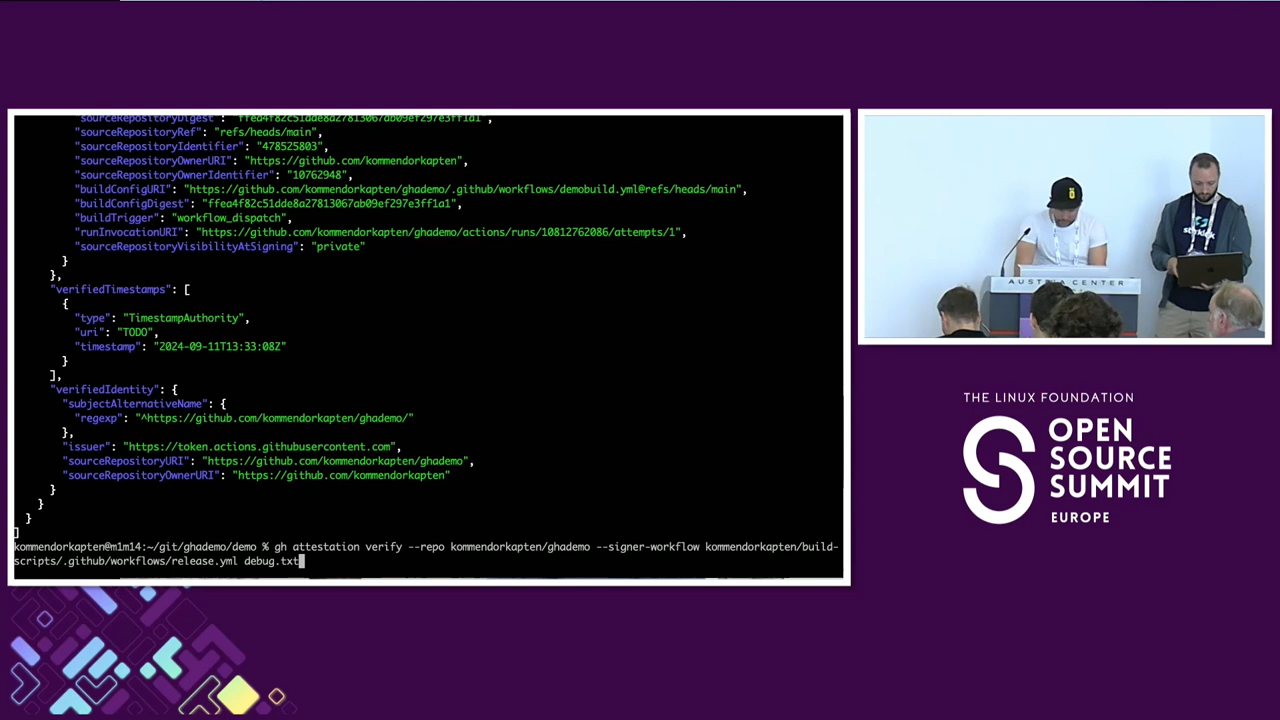 "sourceRepositoryDigest": "ffea4f82c51dde8a27813067ab09ef297e3ff1a1",
"sourceRepositoryRef": "refs/heads/main",
"sourceRepositoryIdentifier": "478525803",
"sourceRepositoryOwnerURI": "https://github.com/kommendorkapten",
"sourceRepositoryOwnerIdentifier": "10762948",
"buildConfigURI": "https://github.com/kommendorkapten/ghademo/.github/workflows/demobuild.yml@refs/heads/main",
"buildConfigDigest": "ffea4f82c51dde8a27813067ab09ef297e3ff1a1",
"buildTrigger": "workflow_dispatch",
"runInvocationURI": "https://github.com/kommendorkapten/ghademo/actions/runs/10812762086/attempts/1",
"sourceRepositoryVisibilityAtSigning": "private"
}
},
"verifiedTimestamps": [
{
"type": "TimestampAuthority",
"uri": "TODO",
"timestamp": "2024-09-11T13:33:08Z"
}
],
"verifiedIdentity": {
"subjectAlternativeName": {
"regexp": "^https://github.com/kommendorkapten/ghademo/"
},
"issuer": "https://token.actions.githubusercontent.com",
"sourceRepositoryURI": "https://github.com/kommendorkapten/ghademo",
"sourceRepositoryOwnerURI": "https://github.com/kommendorkapten"
}
}
}
]
kommendorkapten@m1m14:~/git/ghademo/demo % gh attestation verify --repo kommendorkapten/ghademo --signer-workflow kommendorkapten/build-
scripts/.github/workflows/release.yml debug.txt
AUSTRIA CENTER
THE LINUX FOUNDATION
OPEN
SOURCE
SUMMIT
EUROPE